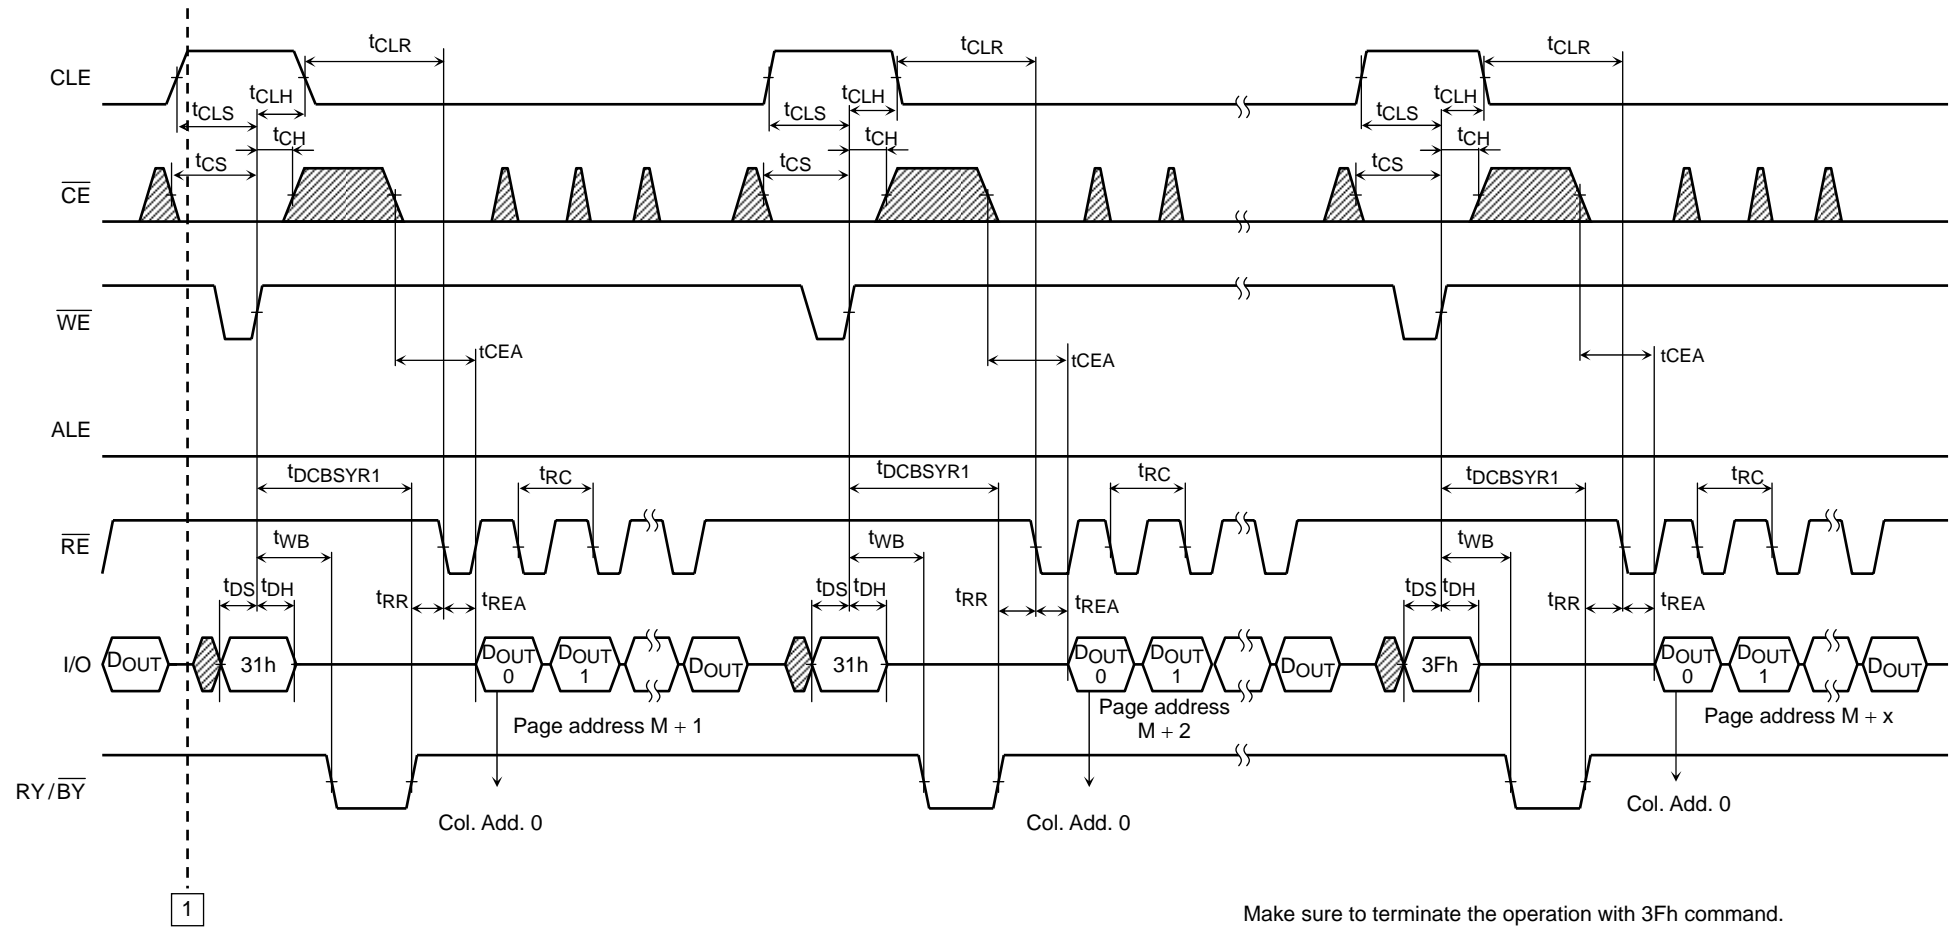 CLE
tCLR
tCLR
tCLR
tCLS
tCLH
tCLS
tCLH
tCLS
tCLH
CE
tCS
tCH
tCS
tCH
tCS
tCH
WE
tCEA
tCEA
tCEA
ALE
tDCBSYR1
tRC
tDCBSYR1
tRC
tDCBSYR1
tRC
RE
tWB
tWB
tWB
tDS
tDH
tRR
tREA
tDS
tDH
tRR
tREA
tDS
tDH
tRR
tREA
I/O
DOUT
31h
DOUT
0
DOUT
1
DOUT
31h
DOUT
0
DOUT
1
DOUT
3Fh
DOUT
0
DOUT
1
DOUT
Page address M + 1
Page address
M + 2
Page address M + x
RY/BY
Col. Add. 0
Col. Add. 0
Col. Add. 0
1
Make sure to terminate the operation with 3Fh command.